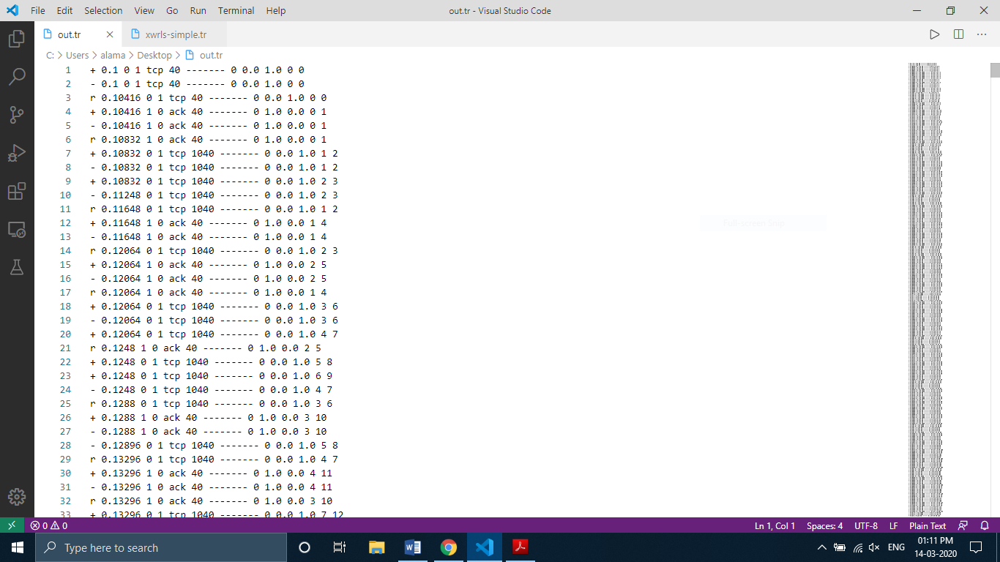 File Edit Selection View Go Run Terminal Help out.tr - Visual Studio Code
out.tr xwrls-simple.tr
C: > Users > alama > Desktop > out.tr
1 + 0.1 0 1 tcp 40 ------- 0 0.0 1.0 0 0
2 - 0.1 0 1 tcp 40 ------- 0 0.0 1.0 0 0
3 r 0.10416 0 1 tcp 40 ------- 0 0.0 1.0 0 0
4 + 0.10416 1 0 ack 40 ------- 0 1.0 0.0 0 1
5 - 0.10416 1 0 ack 40 ------- 0 1.0 0.0 0 1
6 r 0.10832 1 0 ack 40 ------- 0 1.0 0.0 0 1
7 + 0.10832 0 1 tcp 1040 ------- 0 0.0 1.0 1 2
8 - 0.10832 0 1 tcp 1040 ------- 0 0.0 1.0 1 2
9 + 0.10832 0 1 tcp 1040 ------- 0 0.0 1.0 2 3
10 - 0.11248 0 1 tcp 1040 ------- 0 0.0 1.0 2 3
11 r 0.11648 0 1 tcp 1040 ------- 0 0.0 1.0 1 2
12 + 0.11648 1 0 ack 40 ------- 0 1.0 0.0 1 4
13 - 0.11648 1 0 ack 40 ------- 0 1.0 0.0 1 4
14 r 0.12064 0 1 tcp 1040 ------- 0 0.0 1.0 2 3
15 + 0.12064 1 0 ack 40 ------- 0 1.0 0.0 2 5
16 - 0.12064 1 0 ack 40 ------- 0 1.0 0.0 2 5
17 r 0.12064 1 0 ack 40 ------- 0 1.0 0.0 1 4
18 + 0.12064 0 1 tcp 1040 ------- 0 0.0 1.0 3 6
19 - 0.12064 0 1 tcp 1040 ------- 0 0.0 1.0 3 6
20 + 0.12064 0 1 tcp 1040 ------- 0 0.0 1.0 4 7
21 r 0.1248 1 0 ack 40 ------- 0 1.0 0.0 2 5
22 + 0.1248 0 1 tcp 1040 ------- 0 0.0 1.0 5 8
23 + 0.1248 0 1 tcp 1040 ------- 0 0.0 1.0 6 9
24 - 0.1248 0 1 tcp 1040 ------- 0 0.0 1.0 4 7
25 r 0.1288 0 1 tcp 1040 ------- 0 0.0 1.0 3 6
26 + 0.1288 1 0 ack 40 ------- 0 1.0 0.0 3 10
27 - 0.1288 1 0 ack 40 ------- 0 1.0 0.0 3 10
28 - 0.12896 0 1 tcp 1040 ------- 0 0.0 1.0 5 8
29 r 0.13296 0 1 tcp 1040 ------- 0 0.0 1.0 4 7
30 + 0.13296 1 0 ack 40 ------- 0 1.0 0.0 4 11
31 - 0.13296 1 0 ack 40 ------- 0 1.0 0.0 4 11
32 r 0.13296 1 0 ack 40 ------- 0 1.0 0.0 3 10
33 + 0.13296 0 1 tcp 1040 ------- 0 0.0 1.0 7 12
Full-screen Snip
0 0 Ln 1, Col 1 Spaces: 4 UTF-8 LF Plain Text
Type here to search ENG 01:11 PM
14-03-2020